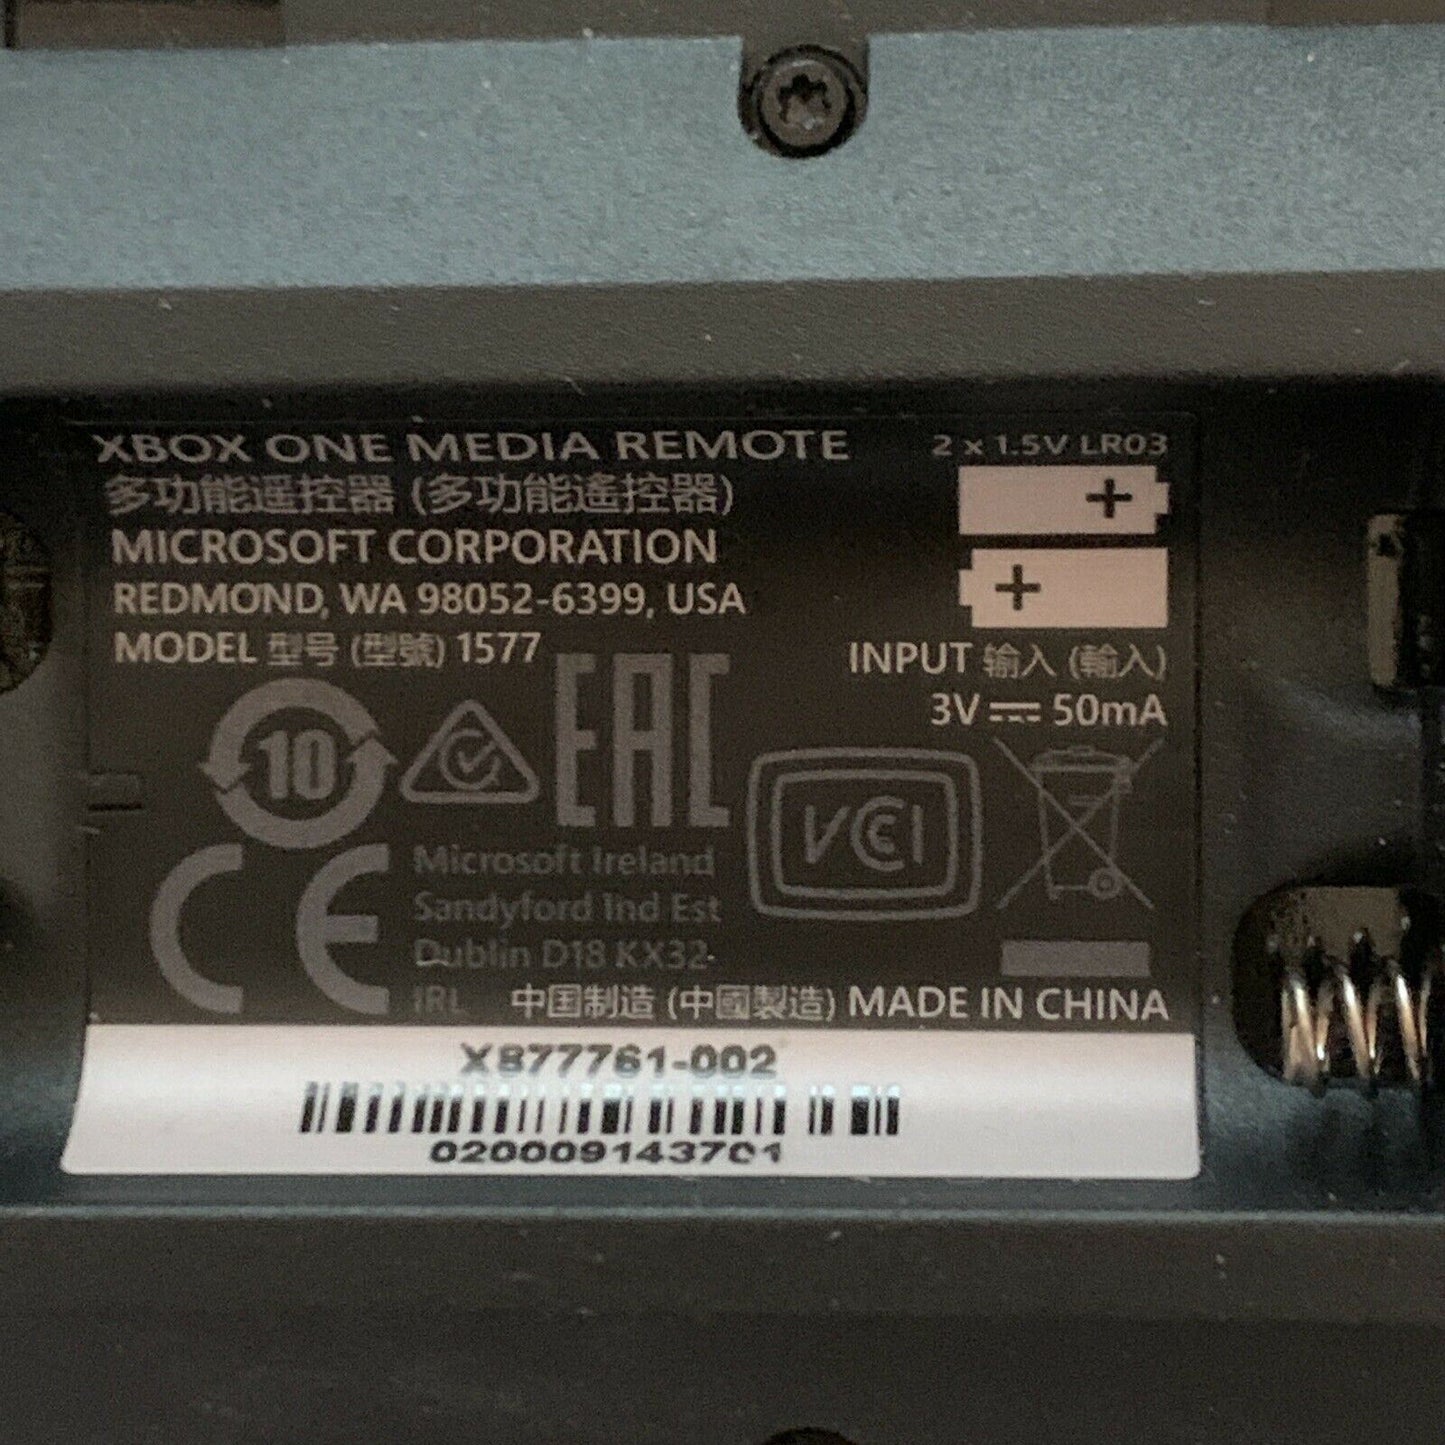 XBOX ONE MEDIA REMOTE
多功能遥控器 (多功能遙控器)
MICROSOFT CORPORATION
REDMOND, WA 98052-6399, USA
MODEL 型号 (型號) 1577
2 x 1.5V LR03
+
+
INPUT 输入 (輸入)
3V 50mA
10
EAC
VCCI
CE
Microsoft Ireland
Sandyford Ind Est
Dublin D18 KX32
IRL
中国制造 (中國製造) MADE IN CHINA
X877761-002
020009143701